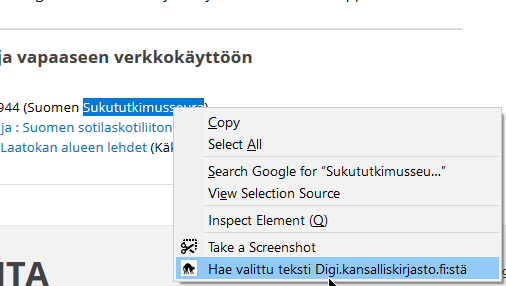 ja vapaaseen verkkokäyttöön
944 (Suomen Sukututkimusseura)
ija : Suomen sotilaskotiliiton
Laatokan alueen lehdet (Käk
Copy
Select All
Search Google for "Sukututkimusseu..."
View Selection Source
Inspect Element (Q)
Take a Screenshot
Hae valittu teksti Digi.kansalliskirjasto.fi:stä
ITA